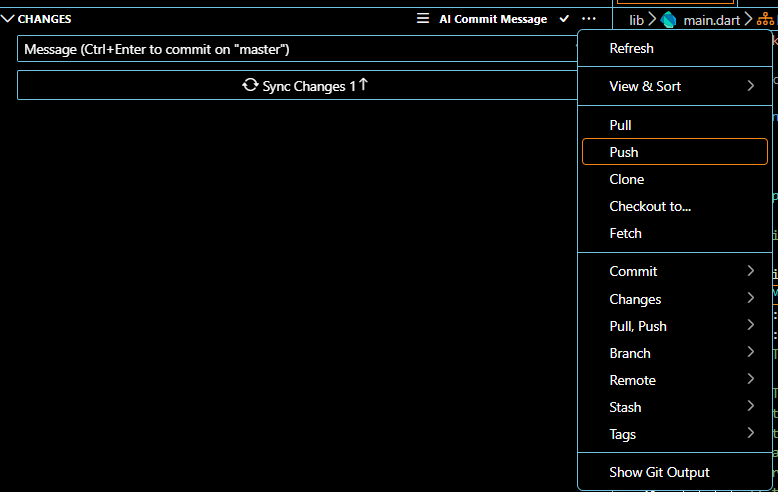 CHANGES
AI Commit Message
Message (Ctrl+Enter to commit on "master")
Sync Changes 1↑
lib > main.dart >
Refresh
View & Sort
Pull
Push
Clone
Checkout to...
Fetch
Commit
Changes
Pull, Push
Branch
Remote
Stash
Tags
Show Git Output